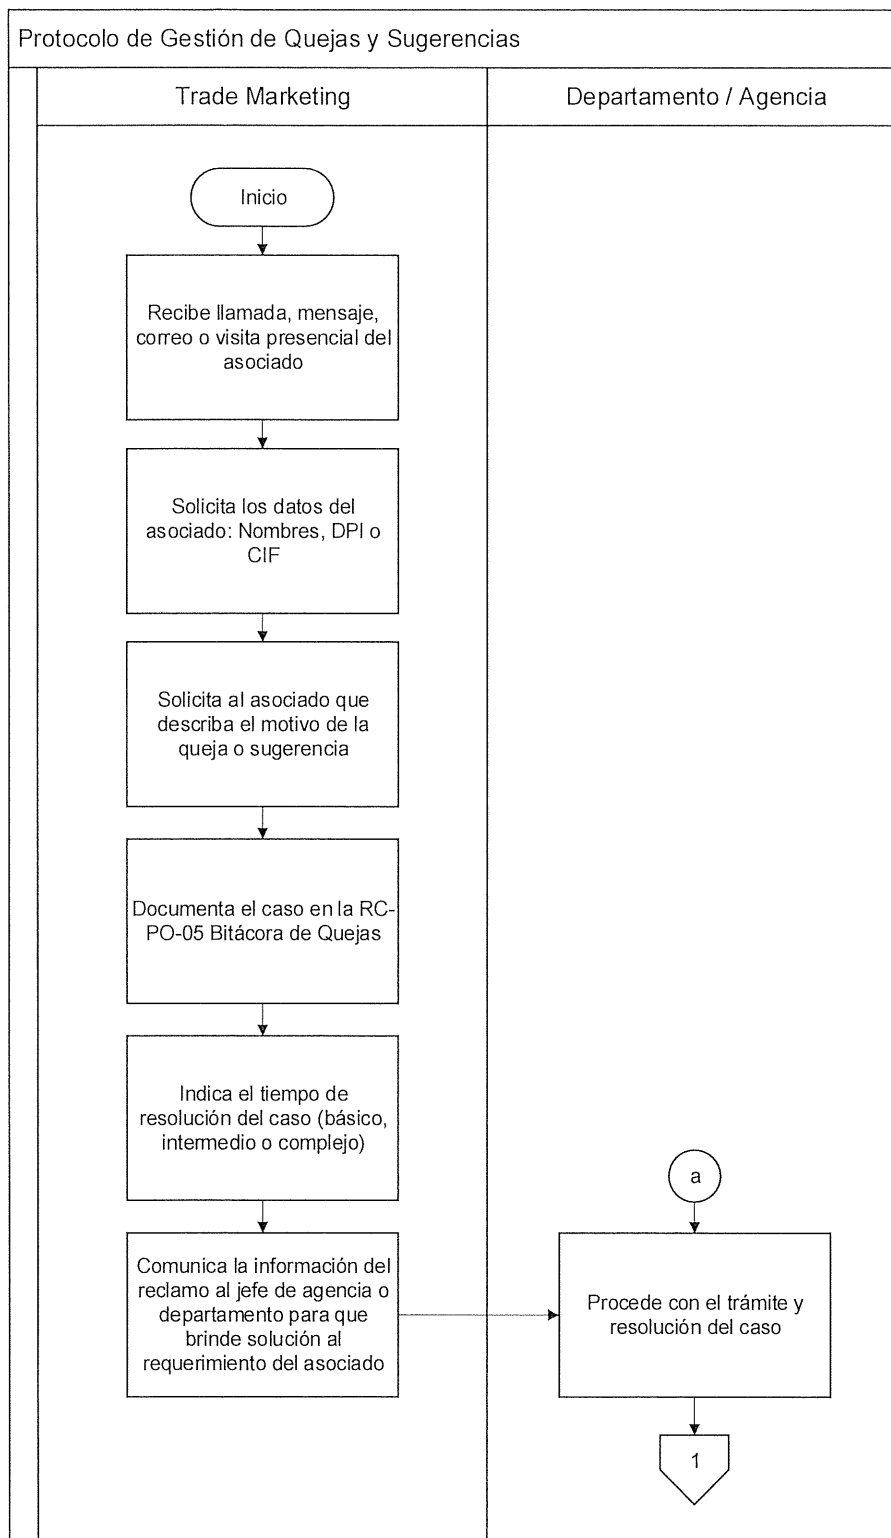 Protocolo de Gestión de Quejas y Sugerencias
Trade Marketing
Departamento / Agencia
Inicio
Recibe llamada, mensaje,
correo o visita presencial del
asociado
Solicita los datos del
asociado: Nombres, DPI o
CIF
Solicita al asociado que
describa el motivo de la
queja o sugerencia
Documenta el caso en la RC-
PO-05 Bitácora de Quejas
Indica el tiempo de
resolución del caso (básico,
intermedio o complejo)
Comunica la información del
reclamo al jefe de agencia o
departamento para que
brinde solución al
requerimiento del asociado
a
Procede con el trámite y
resolución del caso
1